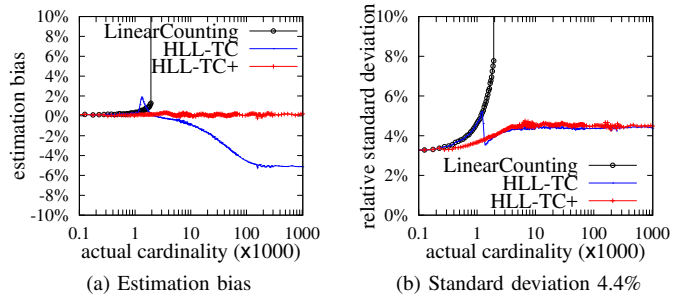 10%
8%
6%
4%
2%
0%
-2%
-4%
-6%
-8%
-10%
estimation bias
LinearCounting
HLL-TC
HLL-TC+
0.1 1 10 100 1000
actual cardinality (×1000)
(a) Estimation bias
10%
8%
6%
4%
2%
0%
relative standard deviation
LinearCounting
HLL-TC
HLL-TC+
0.1 1 10 100 1000
actual cardinality (×1000)
(b) Standard deviation 4.4%